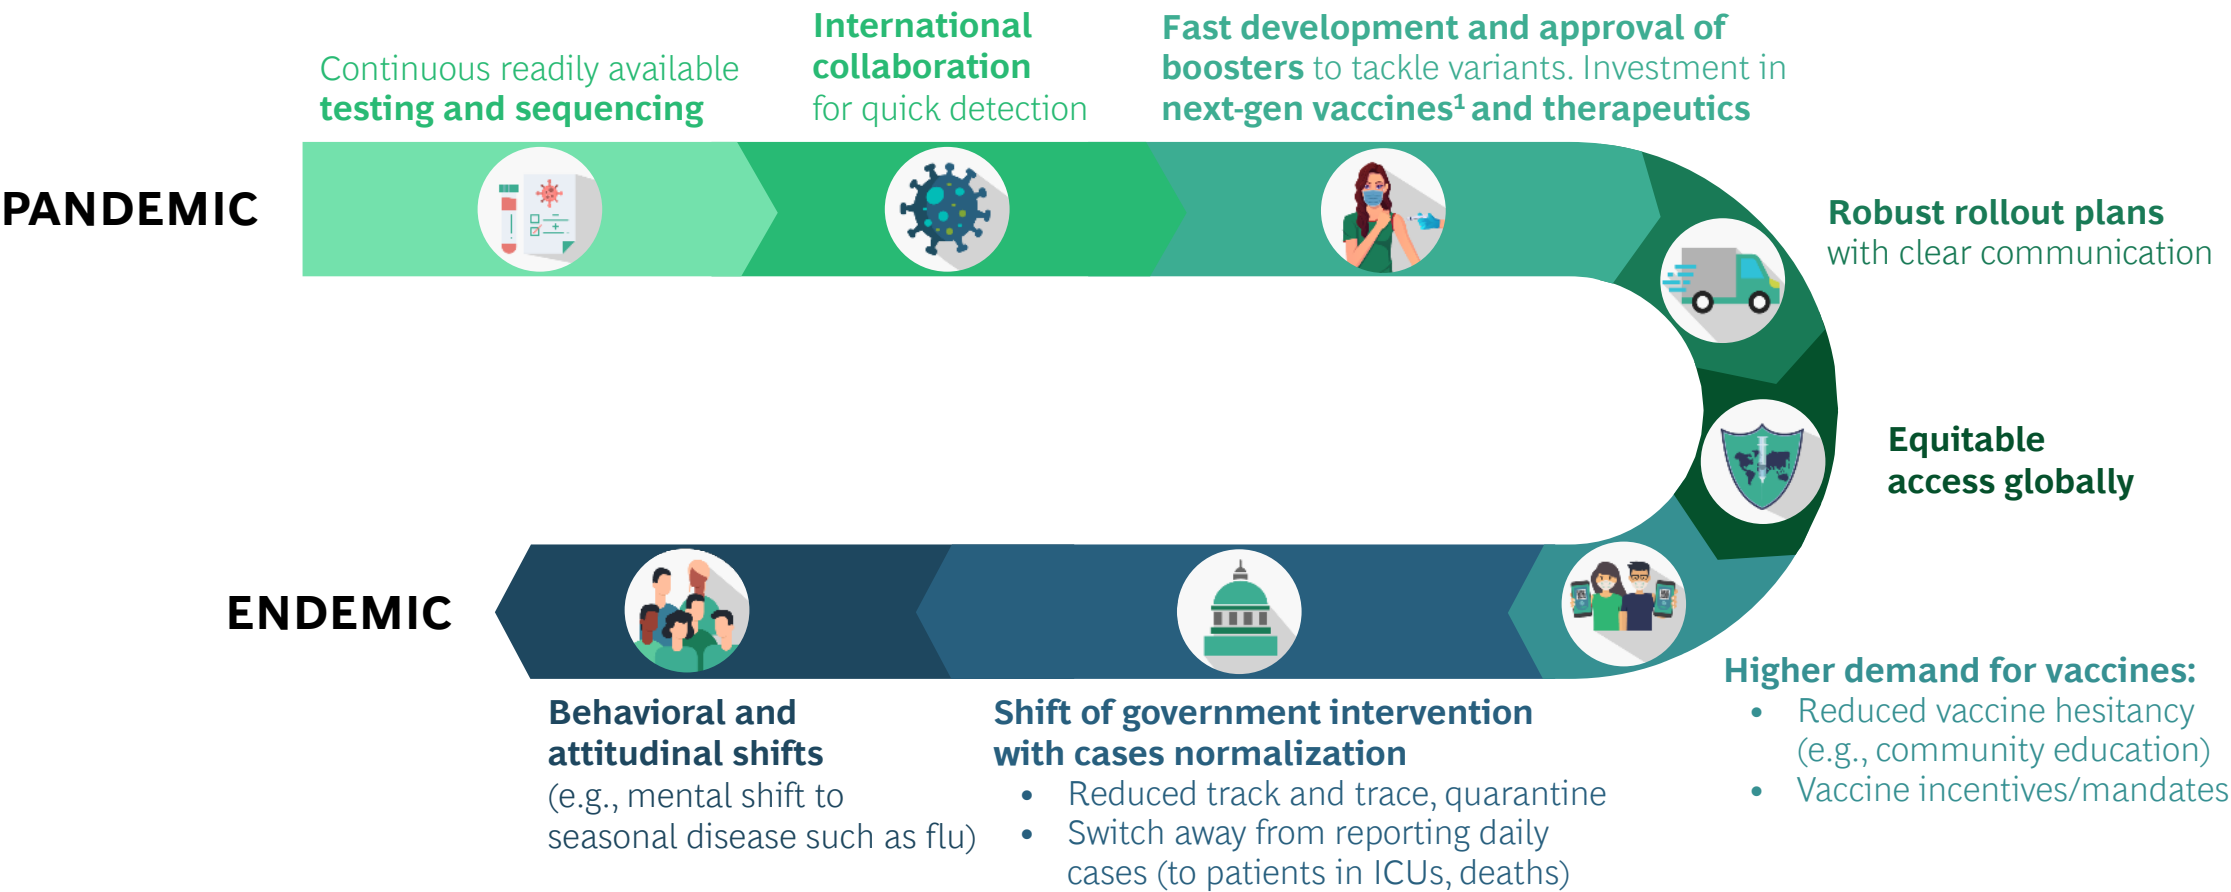 PANDEMIC
Continuous readily available
testing and sequencing
International
collaboration
for quick detection
Fast development and approval of
boosters to tackle variants. Investment in
next-gen vaccines¹ and therapeutics
Robust rollout plans
with clear communication
Equitable
access globally
Higher demand for vaccines:
• Reduced vaccine hesitancy
(e.g., community education)
• Vaccine incentives/mandates
Shift of government intervention
with cases normalization
• Reduced track and trace, quarantine
• Switch away from reporting daily
cases (to patients in ICUs, deaths)
Behavioral and
attitudinal shifts
(e.g., mental shift to
seasonal disease such as flu)
ENDEMIC